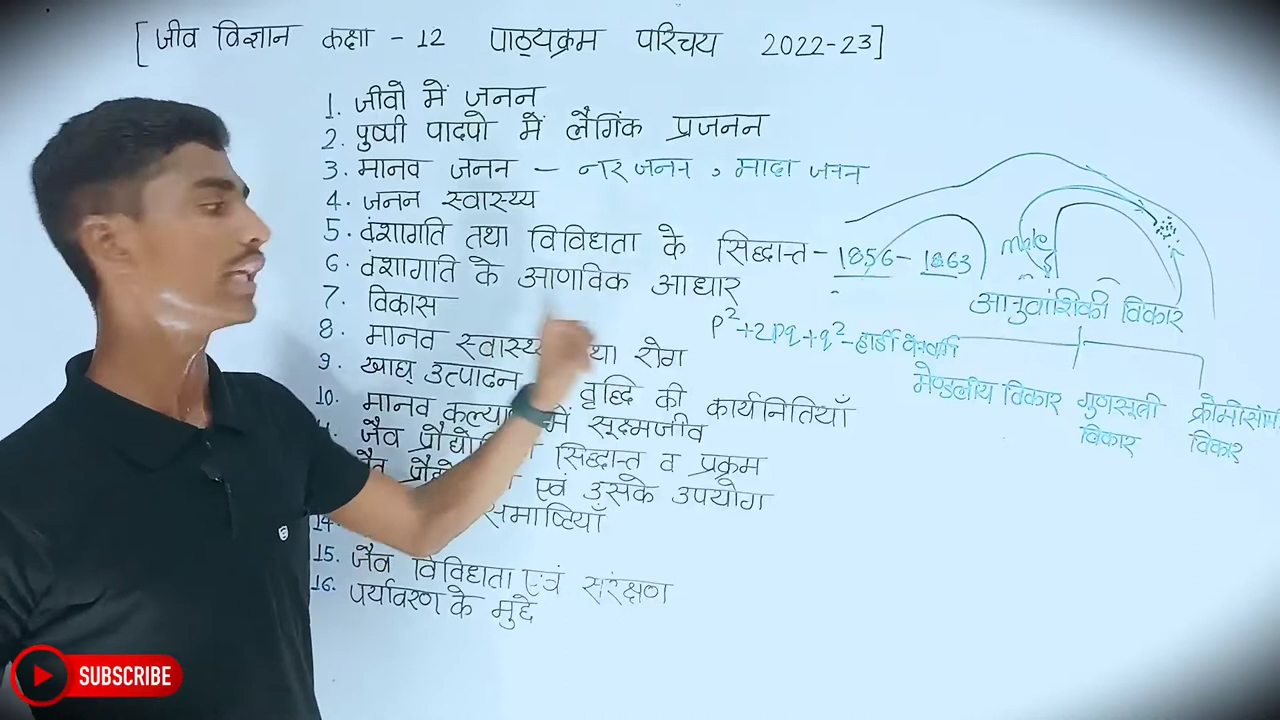 [जीव विज्ञान कक्षा - 12 पाठ्यक्रम परिचय 2022-23]
1. जीवो में जनन
2. पुष्पी पादपो में लैगिंक प्रजनन
3. मानव जनन - नर जनन, मादा जनन
4. जनन स्वास्थ्य
5. वंशागति तथा विविधता के सिद्धान्त - 1856 - 1863
6. वंशागति के आणविक आधार
7. विकास
p²+2pq+q² - हार्डी
8. मानव स्वास्थ्य तथा रोग
9. खाद्य उत्पादन वृद्धि की कार्यनितियाँ
10. मानव कल्याण में सूक्ष्मजीव
जैव प्रौद्योगिकी सिद्धान्त व प्रक्रम
जैव एवं उसके उपयोग
14. समाष्टियाँ
15. जैव विविधता एवं संरंक्षण
16. पर्यावरण के मुद्दे
male
आनुवांशिकी विकार
मेण्डलीय विकार
गुणसूत्री विकार
विकार
SUBSCRIBE